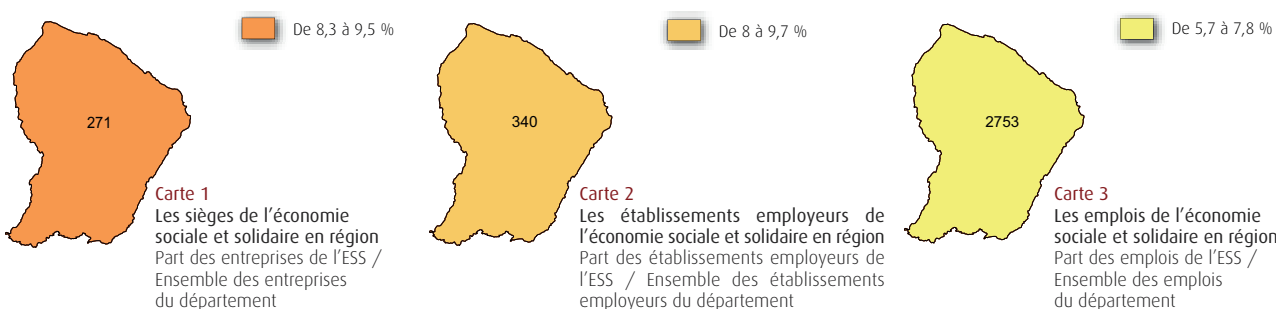 De 8,3 à 9,5 %
271
Carte 1
Les sièges de l'économie
sociale et solidaire en région
Part des entreprises de l'ESS /
Ensemble des entreprises
du département
De 8 à 9,7 %
340
Carte 2
Les établissements employeurs de
l'économie sociale et solidaire en région
Part des établissements employeurs de
l'ESS / Ensemble des établissements
employeurs du département
De 5,7 à 7,8 %
2753
Carte 3
Les emplois de l'économie
sociale et solidaire en région
Part des emplois de l'ESS /
Ensemble des emplois
du département